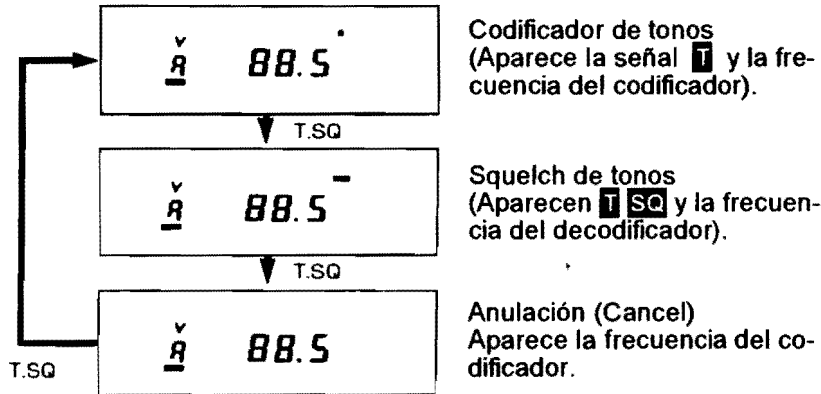 v
A 88.5
Codificador de tonos
(Aparece la señal T y la fre-
cuencia del codificador).
T.SQ
v
A 88.5
Squelch de tonos
(Aparecen T SQ y la frecuen-
cia del decodificador).
T.SQ
v
A 88.5
Anulación (Cancel)
Aparece la frecuencia del co-
dificador.
T.SQ